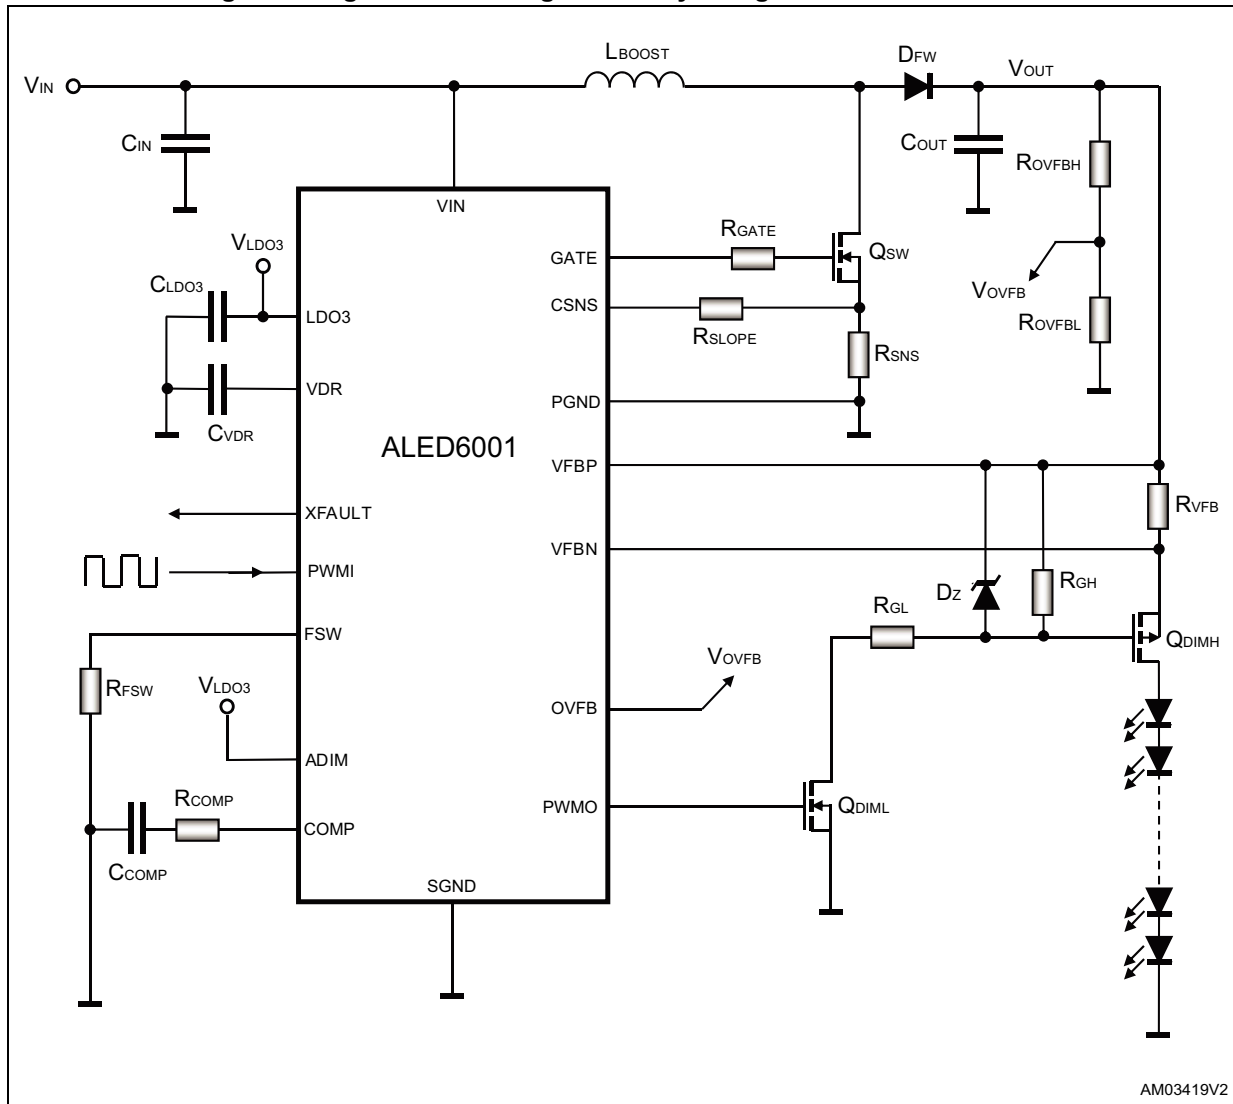 LBOOST
DFW
VOUT
VIN
CIN
COUT
ROVFBH
VIN
RGATE
VLDO3
GATE
QSW
CLDO3
VOVFB
CSNS
LDO3
ROVFBL
RSLOPE
RSNS
VDR
PGND
CVDR
ALED6001
VFBP
RVFB
XFAULT
VFBN
PWMI
DZ
RGH
RGL
FSW
QDIMH
VOVFB
RFSW
VLDO3
OVFB
ADIM
RCOMP
PWMO
QDIML
COMP
CCOMP
SGND
AM03419V2